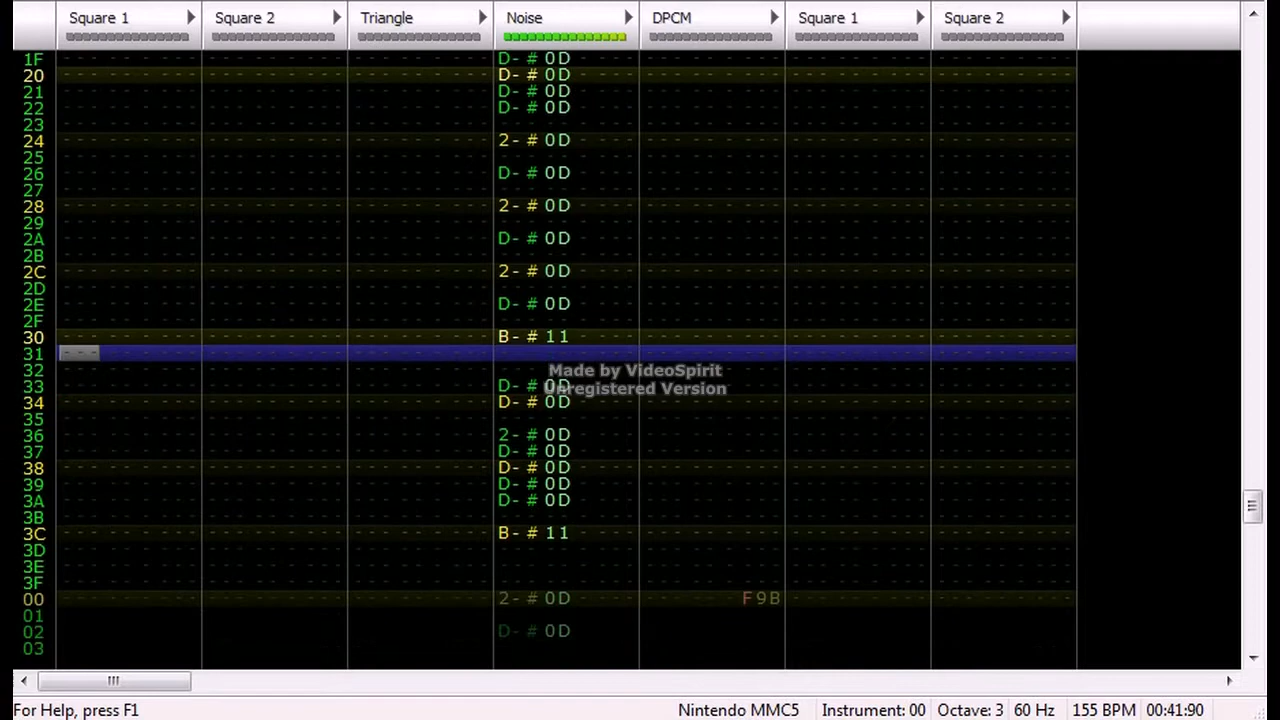 Square 1 Square 2 Triangle Noise DPCM Square 1 Square 2
1F D- # 0D
20 D- # 0D
21 D- # 0D
22 D- # 0D
23
24 2- # 0D
25
26 D- # 0D
27
28 2- # 0D
29
2A D- # 0D
2B
2C 2- # 0D
2D
2E D- # 0D
2F
30 B- # 11
31
32 Made by VideoSpirit
33 D- # 0D Unregistered Version
34 D- # 0D
35
36 2- # 0D
37 D- # 0D
38 D- # 0D
39 D- # 0D
3A D- # 0D
3B
3C B- # 11
3D
3E
3F
00 2- # 0D F9B
01
02 D- # 0D
03
For Help, press F1 Nintendo MMC5 Instrument: 00 Octave: 3 60 Hz 155 BPM 00:41:90